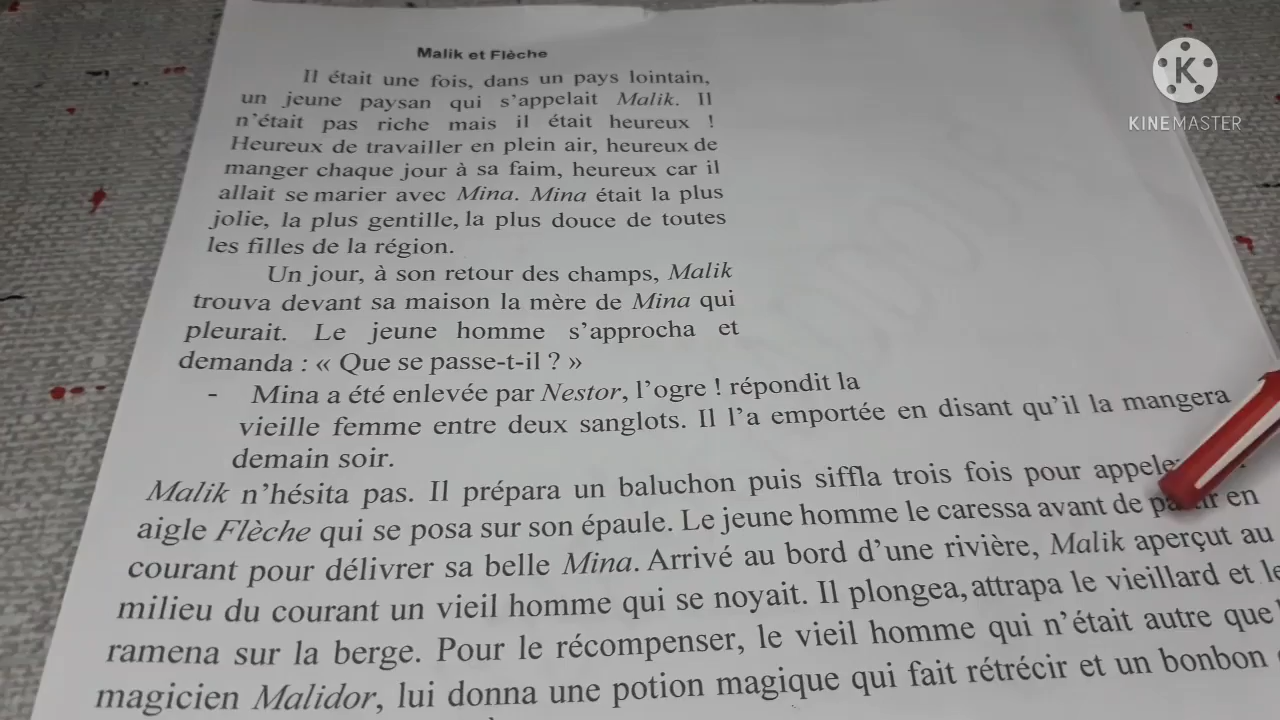 Malik et Flèche
Il était une fois, dans un pays lointain,
un jeune paysan qui s'appelait Malik. Il
n'était pas riche mais il était heureux !
Heureux de travailler en plein air, heureux de
manger chaque jour à sa faim, heureux car il
allait se marier avec Mina. Mina était la plus
jolie, la plus gentille, la plus douce de toutes
les filles de la région.
Un jour, à son retour des champs, Malik
trouva devant sa maison la mère de Mina qui
pleurait. Le jeune homme s'approcha et
demanda : « Que se passe-t-il ? »
- Mina a été enlevée par Nestor, l'ogre ! répondit la
vieille femme entre deux sanglots. Il l'a emportée en disant qu'il la mangera
demain soir.
Malik n'hésita pas. Il prépara un baluchon puis siffla trois fois pour
aigle Flèche qui se posa sur son épaule. Le jeune homme le caressa avant de en
courant pour délivrer sa belle Mina. Arrivé au bord d'une rivière, Malik aperçut au
milieu du courant un vieil homme qui se noyait. Il plongea, attrapa le vieillard et le
ramena sur la berge. Pour le récompenser, le vieil homme qui n'était autre que
magicien Malidor, lui donna une potion magique qui fait rétrécir et un bonbon
KINEMASTER